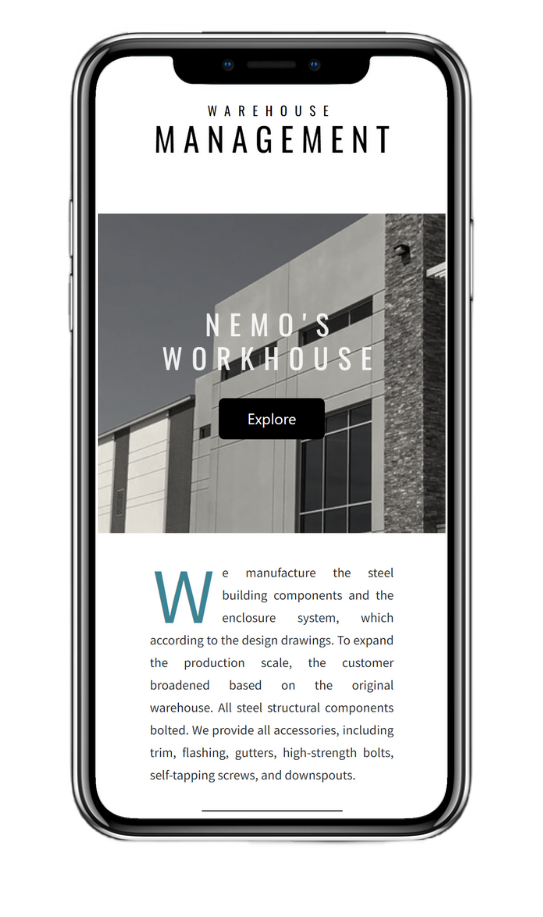 WAREHOUSE
MANAGEMENT
NEMO'S
WORKHOUSE
Explore
We manufacture the steel
building components and the
enclosure system, which
according to the design drawings. To expand
the production scale, the customer
broadened based on the original
warehouse. All steel structural components
bolted. We provide all accessories, including
trim, flashing, gutters, high-strength bolts,
self-tapping screws, and downspouts.